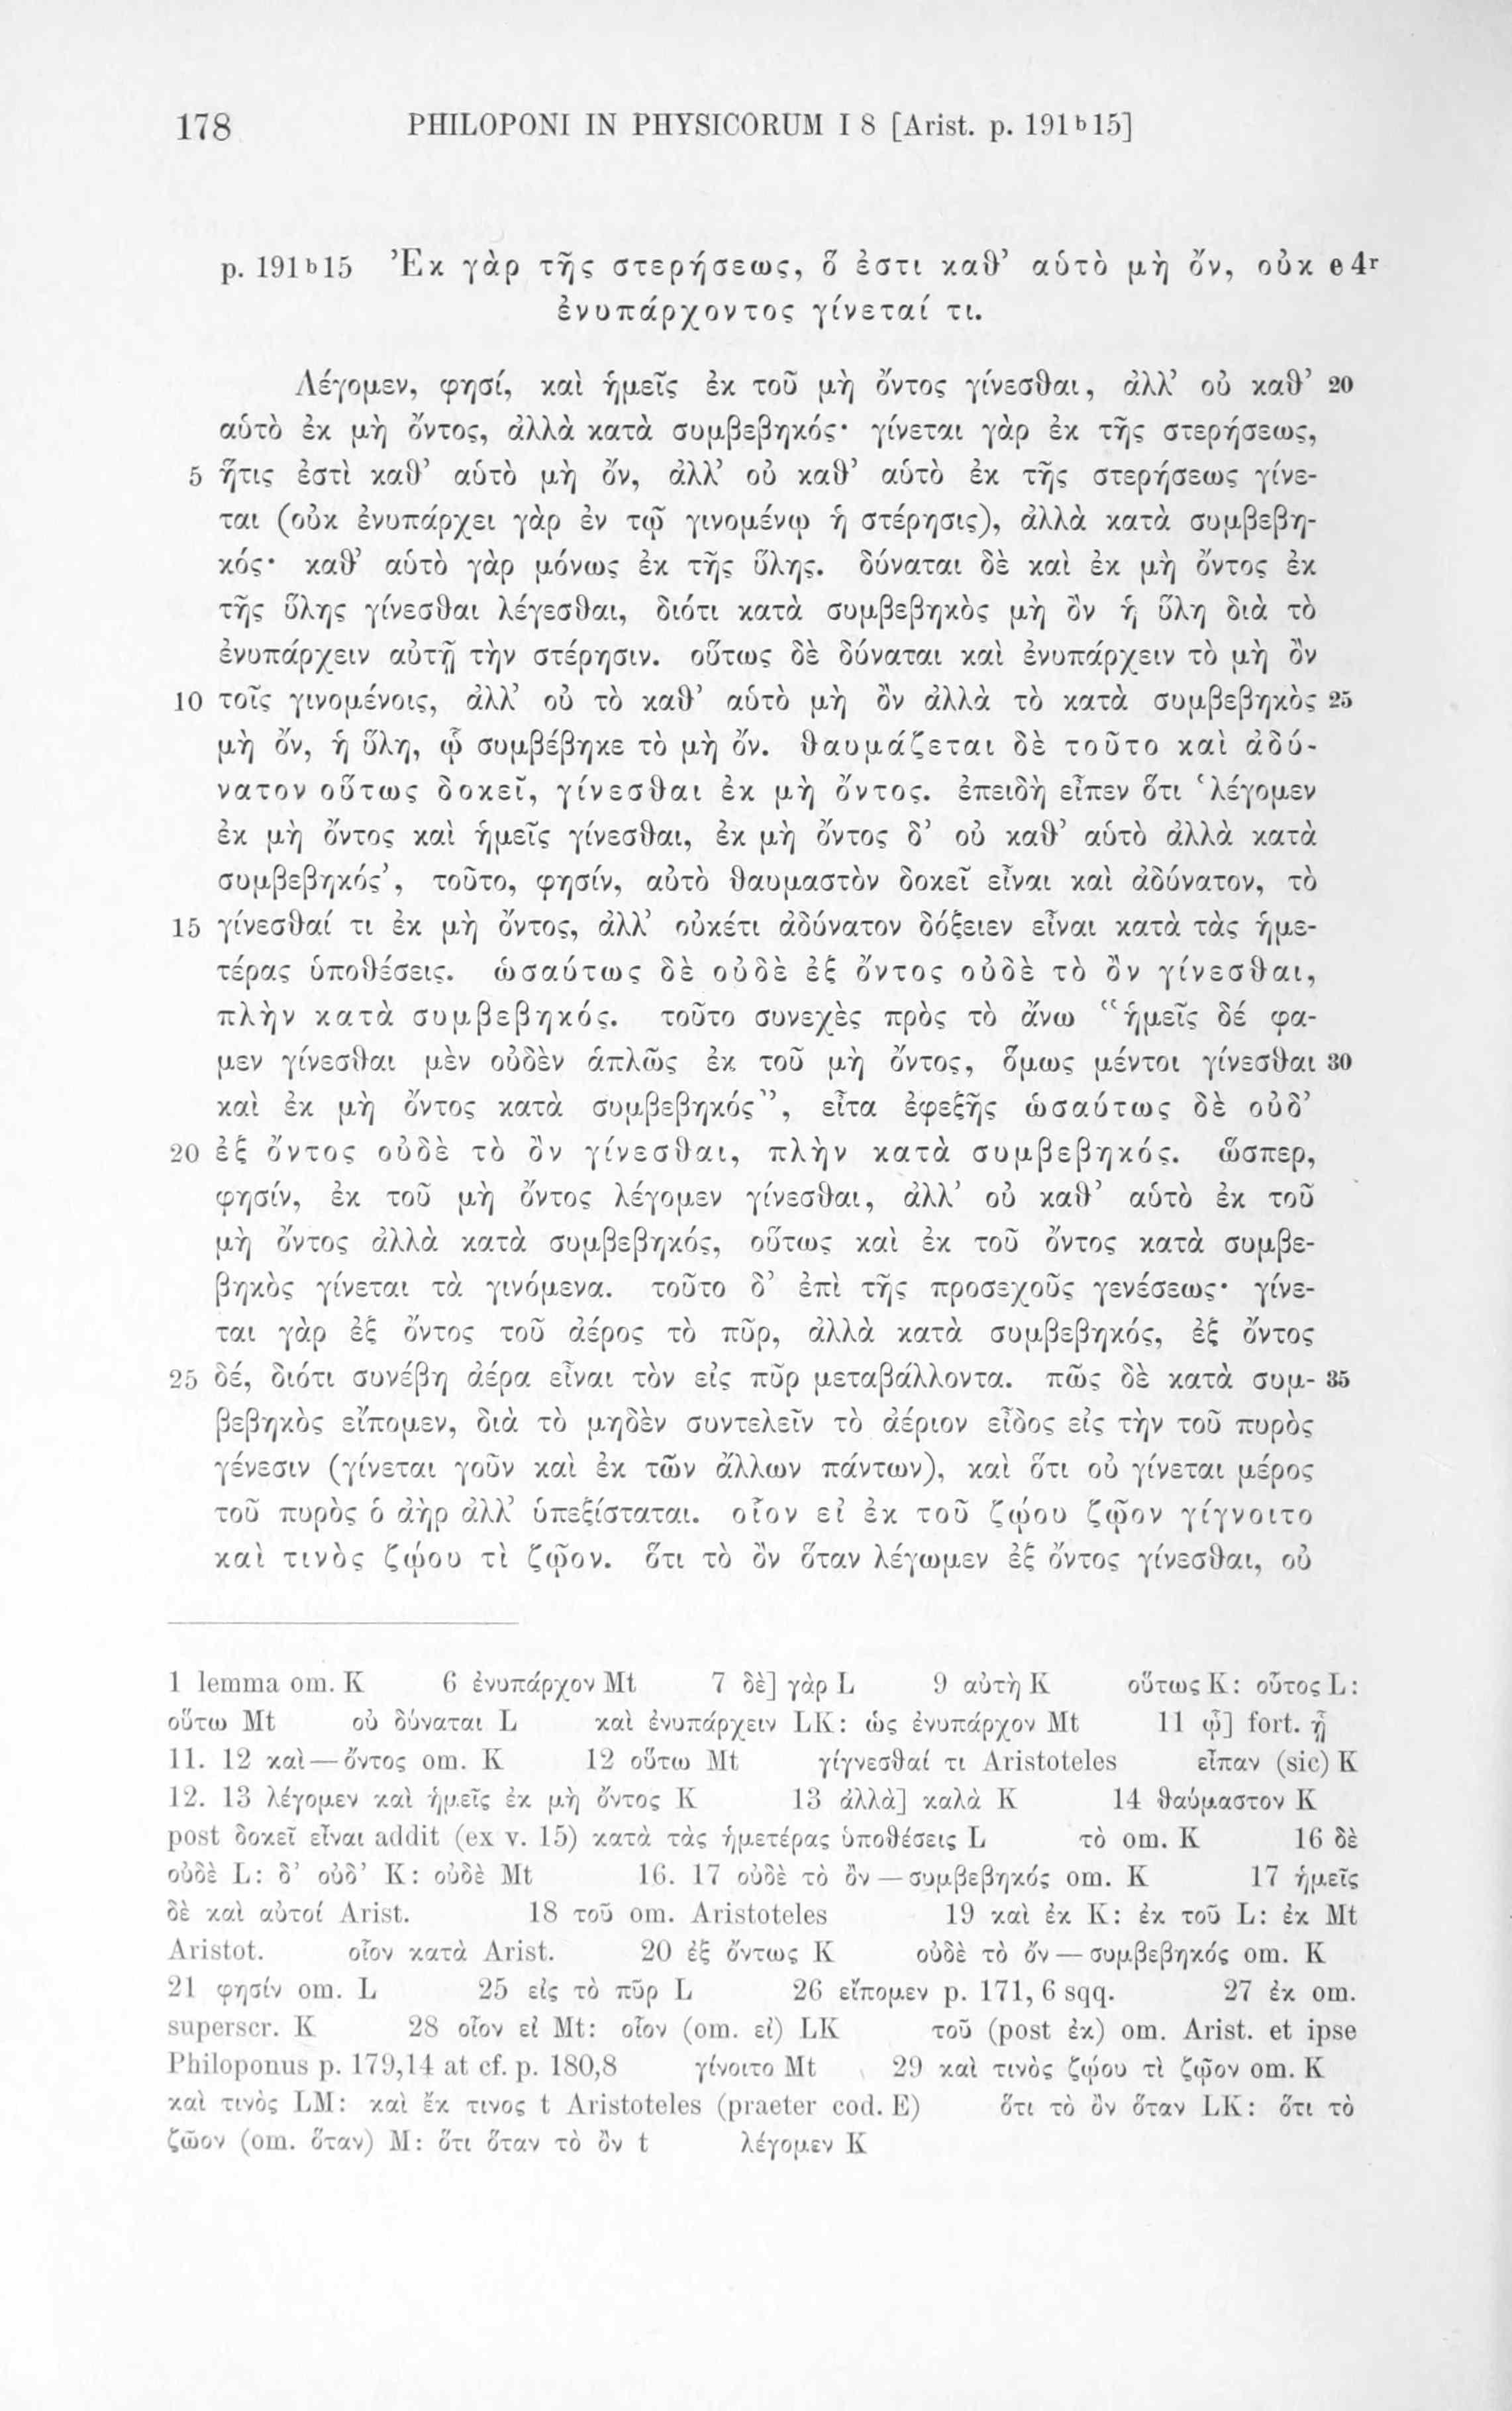 178 PHILOPONI IN PHYSICORUM I 8 [Arist. p. 191ᵇ15]
p. 191ᵇ15 Ἐκ γὰρ τῆς στερήσεως, ὅ ἐστι καθ’ αὑτὸ μὴ ὄν, οὐκ e 4ʳ
ἐνυπάρχοντος γίνεταί τι.
Λέγομεν, φησί, καὶ ἡμεῖς ἐκ τοῦ μὴ ὄντος γίνεσθαι, ἀλλ’ οὐ καθ’ 20
αὑτὸ ἐκ μὴ ὄντος, ἀλλὰ κατὰ συμβεβηκός· γίνεται γὰρ ἐκ τῆς στερήσεως,
5 ἥτις ἐστὶ καθ’ αὑτὸ μὴ ὄν, ἀλλ’ οὐ καθ’ αὑτὸ ἐκ τῆς στερήσεως γίνε-
ται (οὐκ ἐνυπάρχει γὰρ ἐν τῷ γινομένῳ ἡ στέρησις), ἀλλὰ κατὰ συμβεβη-
κός· καθ’ αὑτὸ γὰρ μόνως ἐκ τῆς ὕλης. δύναται δὲ καὶ ἐκ μὴ ὄντος ἐκ
τῆς ὕλης γίνεσθαι λέγεσθαι, διότι κατὰ συμβεβηκὸς μὴ ὂν ἡ ὕλη διὰ τὸ
ἐνυπάρχειν αὐτῇ τὴν στέρησιν. οὕτως δὲ δύναται καὶ ἐνυπάρχειν τὸ μὴ ὂν
10 τοῖς γινομένοις, ἀλλ’ οὐ τὸ καθ’ αὑτὸ μὴ ὂν ἀλλὰ τὸ κατὰ συμβεβηκὸς 25
μὴ ὄν, ἡ ὕλη, ᾧ συμβέβηκε τὸ μὴ ὄν. θαυμάζεται δὲ τοῦτο καὶ ἀδύ-
νατον οὕτως δοκεῖ, γίνεσθαι ἐκ μὴ ὄντος. ἐπειδὴ εἶπεν ὅτι ‘λέγομεν
ἐκ μὴ ὄντος καὶ ἡμεῖς γίνεσθαι, ἐκ μὴ ὄντος δ’ οὐ καθ’ αὑτὸ ἀλλὰ κατὰ
συμβεβηκός’, τοῦτο, φησίν, αὐτὸ θαυμαστὸν δοκεῖ εἶναι καὶ ἀδύνατον, τὸ
15 γίνεσθαί τι ἐκ μὴ ὄντος, ἀλλ’ οὐκέτι ἀδύνατον δόξειεν εἶναι κατὰ τὰς ἡμε-
τέρας ὑποθέσεις. ὡσαύτως δὲ οὐδὲ ἐξ ὄντος οὐδὲ τὸ ὂν γίνεσθαι,
πλὴν κατὰ συμβεβηκός. τοῦτο συνεχὲς πρὸς τὸ ἄνω “ἡμεῖς δέ φα-
μεν γίνεσθαι μὲν οὐδὲν ἁπλῶς ἐκ τοῦ μὴ ὄντος, ὅμως μέντοι γίνεσθαι 30
καὶ ἐκ μὴ ὄντος κατὰ συμβεβηκός”, εἶτα ἐφεξῆς ὡσαύτως δὲ οὐδ’
20 ἐξ ὄντος οὐδὲ τὸ ὂν γίνεσθαι, πλὴν κατὰ συμβεβηκός. ὥσπερ,
φησίν, ἐκ τοῦ μὴ ὄντος λέγομεν γίνεσθαι, ἀλλ’ οὐ καθ’ αὑτὸ ἐκ τοῦ
μὴ ὄντος ἀλλὰ κατὰ συμβεβηκός, οὕτως καὶ ἐκ τοῦ ὄντος κατὰ συμβε-
βηκὸς γίνεται τὰ γινόμενα. τοῦτο δ’ ἐπὶ τῆς προσεχοῦς γενέσεως· γίνε-
ται γὰρ ἐξ ὄντος τοῦ ἀέρος τὸ πῦρ, ἀλλὰ κατὰ συμβεβηκός, ἐξ ὄντος
25 δέ, διότι συνέβη ἀέρα εἶναι τὸν εἰς πῦρ μεταβάλλοντα. πῶς δὲ κατὰ συμ- 35
βεβηκὸς εἴπομεν, διὰ τὸ μηδὲν συντελεῖν τὸ ἀέριον εἶδος εἰς τὴν τοῦ πυρὸς
γένεσιν (γίνεται γοῦν καὶ ἐκ τῶν ἄλλων πάντων), καὶ ὅτι οὐ γίνεται μέρος
τοῦ πυρὸς ὁ ἀὴρ ἀλλ’ ὑπεξίσταται. οἷον εἰ ἐκ τοῦ ζῴου ζῷον γίγνοιτο
καὶ τινὸς ζῴου τὶ ζῷον. ὅτι τὸ ὂν ὅταν λέγωμεν ἐξ ὄντος γίνεσθαι, οὐ
1 lemma om. K 6 ἐνυπάρχον Mt 7 δὲ] γὰρ L 9 αὐτὴ K οὕτως K: οὗτος L:
οὕτω Mt οὐ δύναται L καὶ ἐνυπάρχειν LK: ὡς ἐνυπάρχον Mt 11 ᾧ] fort. ᾗ
11. 12 καὶ—ὄντος om. K 12 οὕτω Mt γίγνεσθαί τι Aristoteles εἶπαν (sic) K
12. 13 λέγομεν καὶ ἡμεῖς ἐκ μὴ ὄντος K 13 ἀλλὰ] καλὰ K 14 θαύμαστον K
post δοκεῖ εἶναι addit (ex v. 15) κατὰ τὰς ἡμετέρας ὑποθέσεις L τὸ om. K 16 δὲ
οὐδὲ L: δ’ οὐδ’ K: οὐδὲ Mt 16. 17 οὐδὲ τὸ ὂν—συμβεβηκός om. K 17 ἡμεῖς
δὲ καὶ αὐτοί Arist. 18 τοῦ om. Aristoteles 19 καὶ ἐκ K: ἐκ τοῦ L: ἐκ Mt
Aristot. οἷον κατὰ Arist. 20 ἐξ ὄντως K οὐδὲ τὸ ὄν—συμβεβηκός om. K
21 φησίν om. L 25 εἰς τὸ πῦρ L 26 εἴπομεν p. 171, 6 sqq. 27 ἐκ om.
superscr. K 28 οἷον εἰ Mt: οἷον (om. εἰ) LK τοῦ (post ἐκ) om. Arist. et ipse
Philoponus p. 179,14 at cf. p. 180,8 γίνοιτο Mt 29 καὶ τινὸς ζῴου τὶ ζῷον om. K
καὶ τινὸς LM: καὶ ἔκ τινος t Aristoteles (praeter cod. E) ὅτι τὸ ὂν ὅταν LK: ὅτι τὸ
ζῶον (om. ὅταν) M: ὅτι ὅταν τὸ ὂν t λέγομεν K